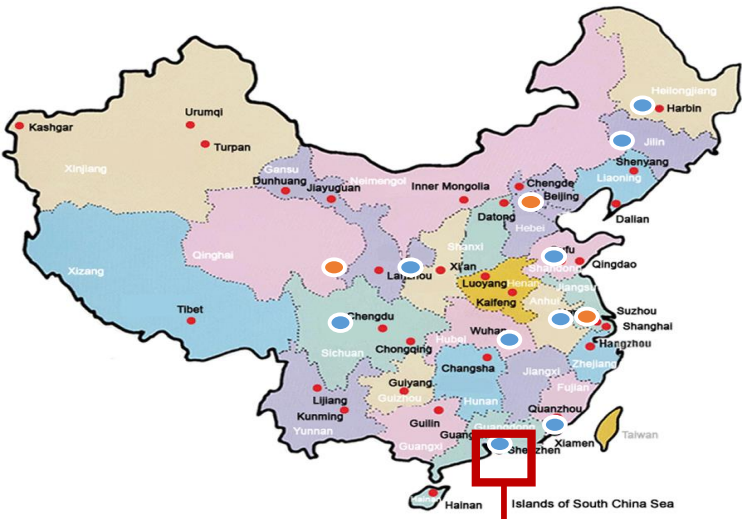 Heilongjiang
Harbin
Urumqi
Kashgar
Turpan
Jilin
Shenyang
Xinjiang
Gansu
Liaoning
Dunhuang
Neimengol
Chengde
Jiayuguan
Inner Mongolia
Beijing
Datong
Dalian
Hebei
Shanxi
Qinghai
Qingdao
Shandong
Xizang
Xi'an
Luoyang
Henan
Jiangsu
Kaifeng
Anhui
Tibet
Chengdu
Suzhou
Shanghai
Wuhan
Hubei
Hangzhou
Sichuan
Chongqing
Zhejiang
Changsha
Jiangxi
Guiyang
Fujian
Lijiang
Guizhou
Hunan
Quanzhou
Kunming
Guilin
Yunnan
Guangdong
Xiamen
Taiwan
Guangxi
Shenzhen
Hainan
Islands of South China Sea